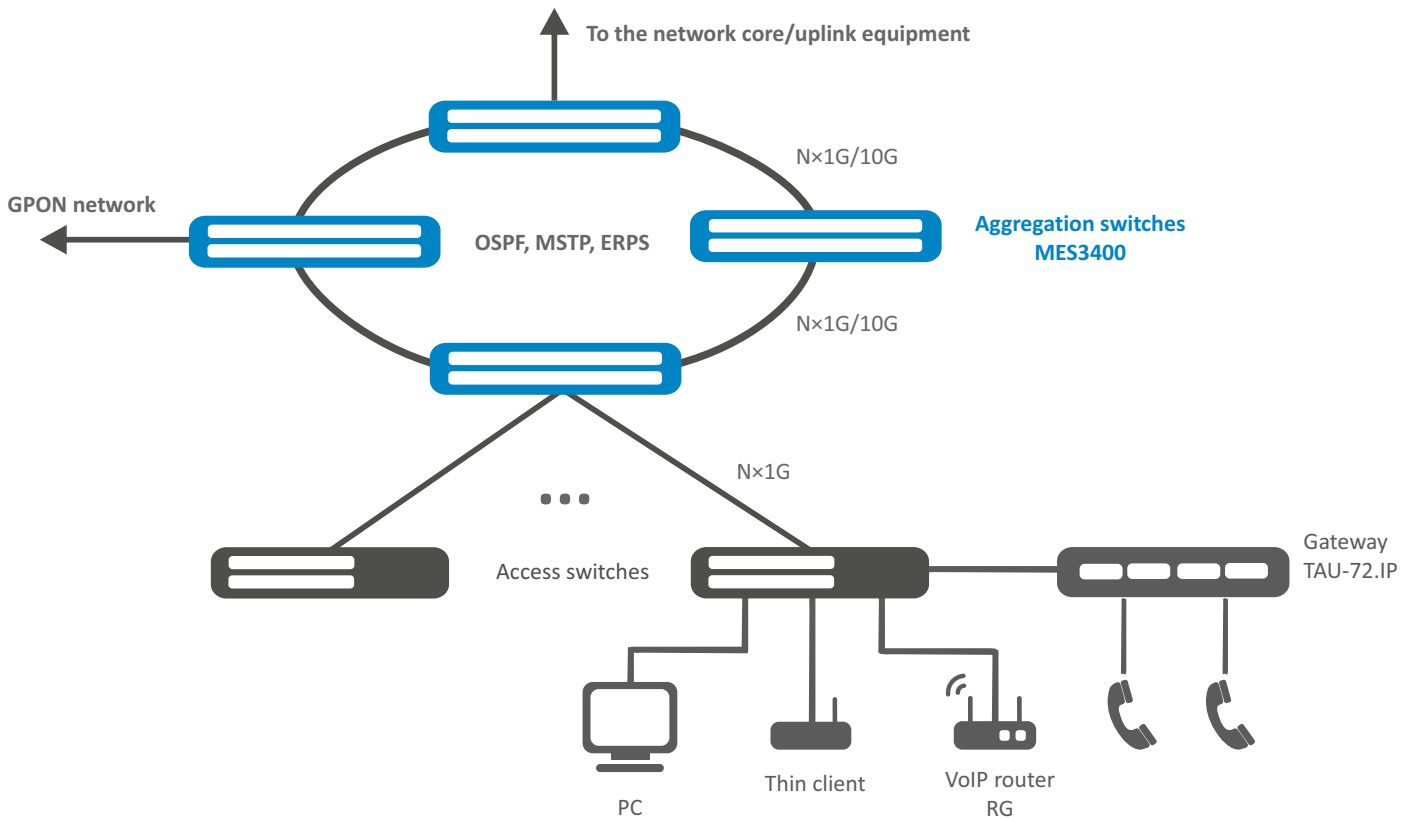 To the network core/uplink equipment
N×1G/10G
GPON network
OSPF, MSTP, ERPS
Aggregation switches
MES3400
N×1G/10G
N×1G
Access switches
Gateway
TAU-72.IP
PC
Thin client
VoIP router
RG